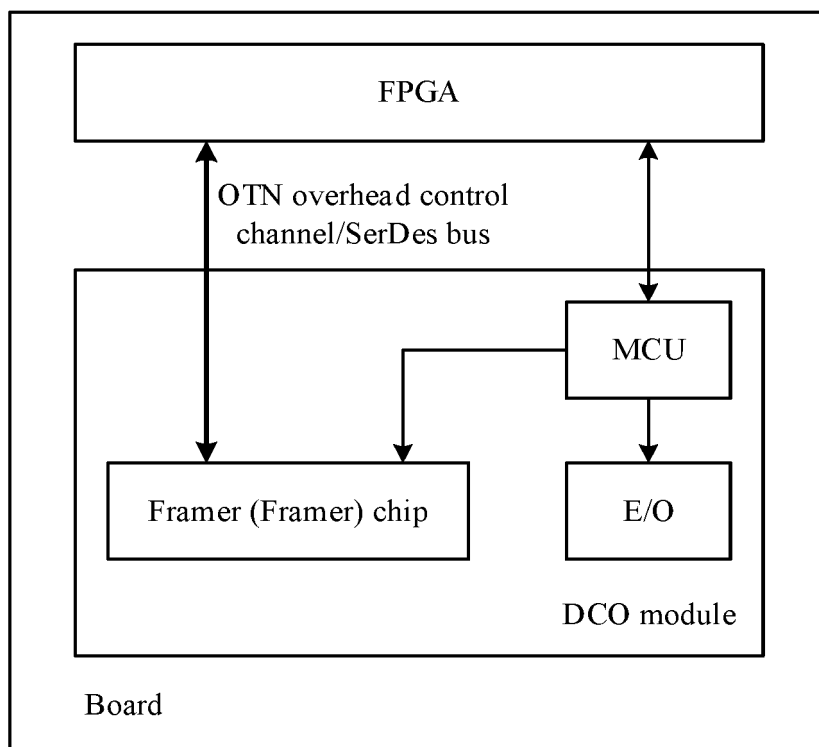 FPGA
OTN overhead control
channel/SerDes bus
MCU
Framer (Framer) chip
E/O
DCO module
Board